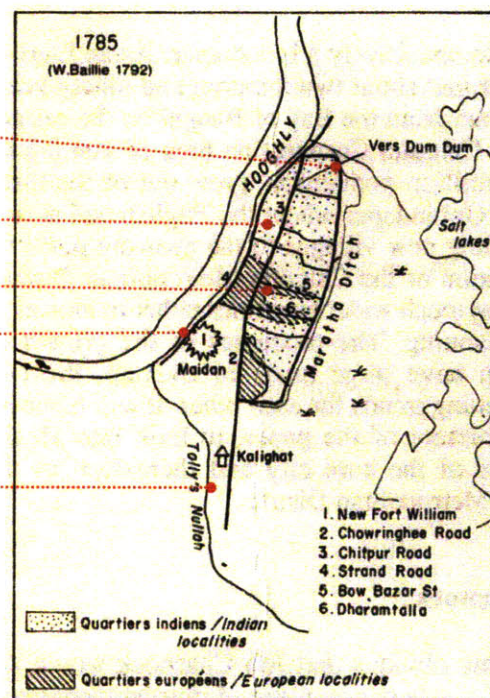 1785
(W.Baillie 1792)
HOOGHLY
Vers Dum Dum
Salt
lakes
3
4
5
6
Maratha Ditch
1
Maidan
2
Kalighat
Tolly's Nullah
1. New Fort William
2. Chowringhee Road
3. Chitpur Road
4. Strand Road
5. Bow Bazar St
6. Dharamtalla
Quartiers indiens / Indian
localities
Quartiers européens / European localities